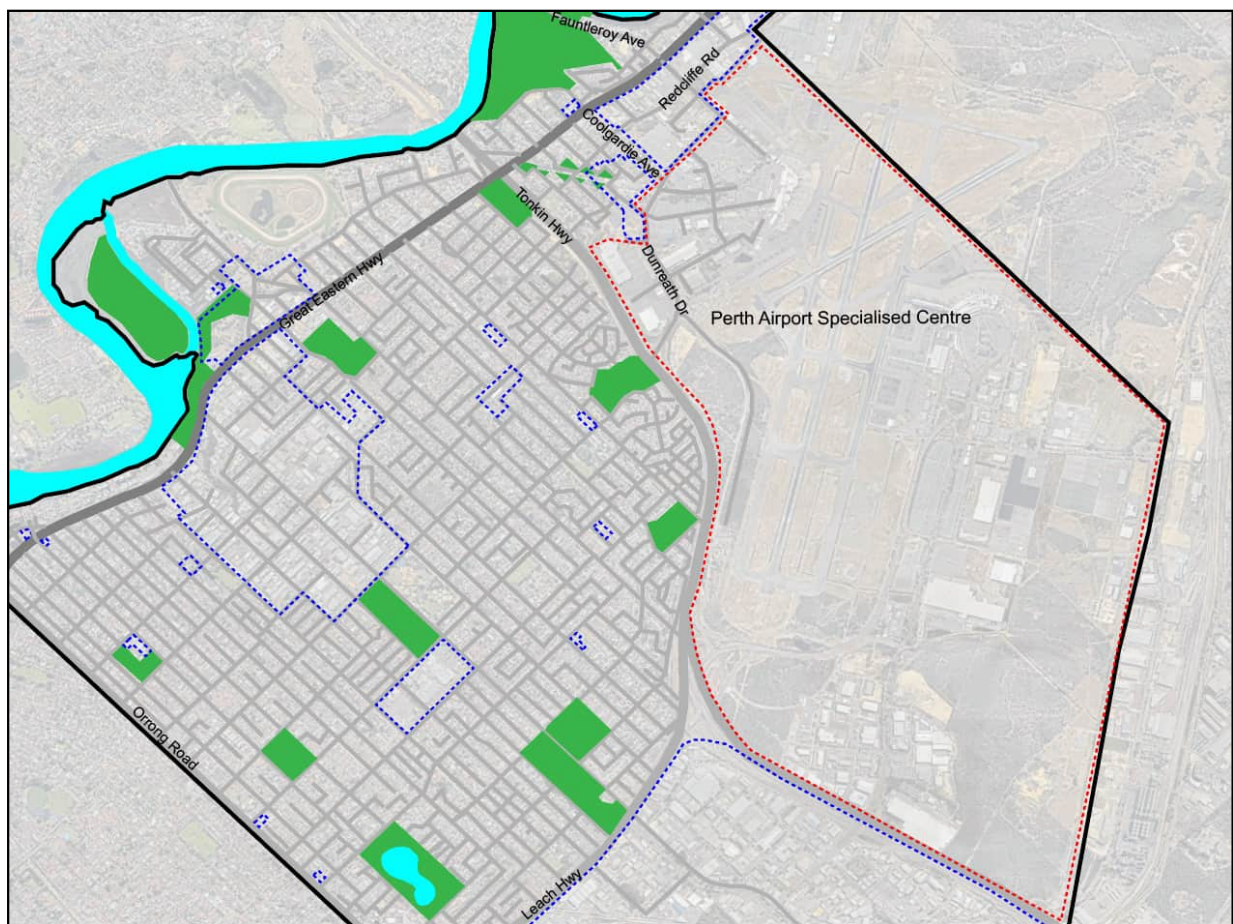 Fauntleroy Ave
Redcliffe Rd
Coolgardie Ave
Tonkin Hwy
Great Eastern Hwy
Dunreath Dr
Perth Airport Specialised Centre
Orrong Road
Leach Hwy